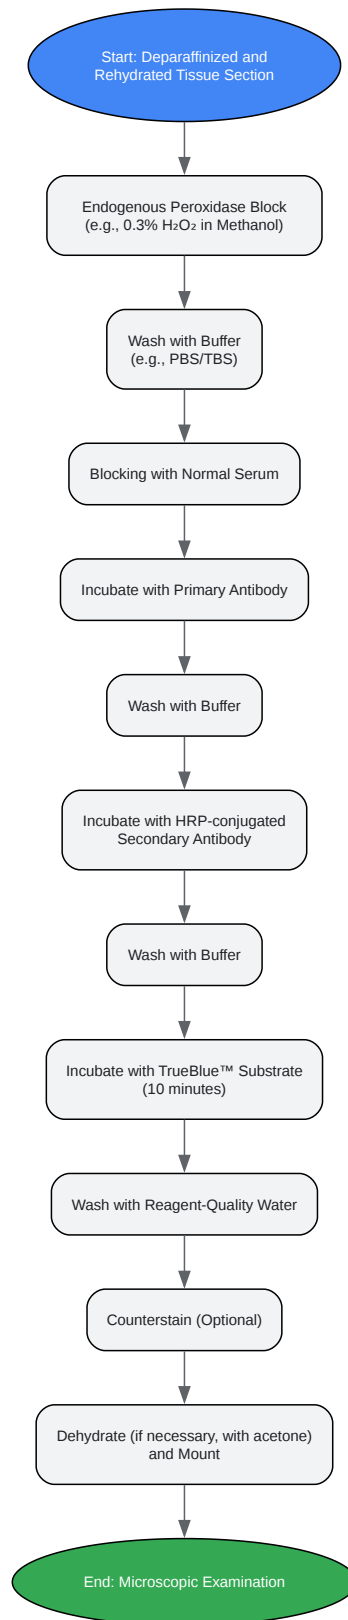 Start: Deparaffinized and
Rehydrated Tissue Section
Endogenous Peroxidase Block
(e.g., 0.3% H₂O₂ in Methanol)
Wash with Buffer
(e.g., PBS/TBS)
Blocking with Normal Serum
Incubate with Primary Antibody
Wash with Buffer
Incubate with HRP-conjugated
Secondary Antibody
Wash with Buffer
Incubate with TrueBlue™ Substrate
(10 minutes)
Wash with Reagent-Quality Water
Counterstain (Optional)
Dehydrate (if necessary, with acetone)
and Mount
End: Microscopic Examination